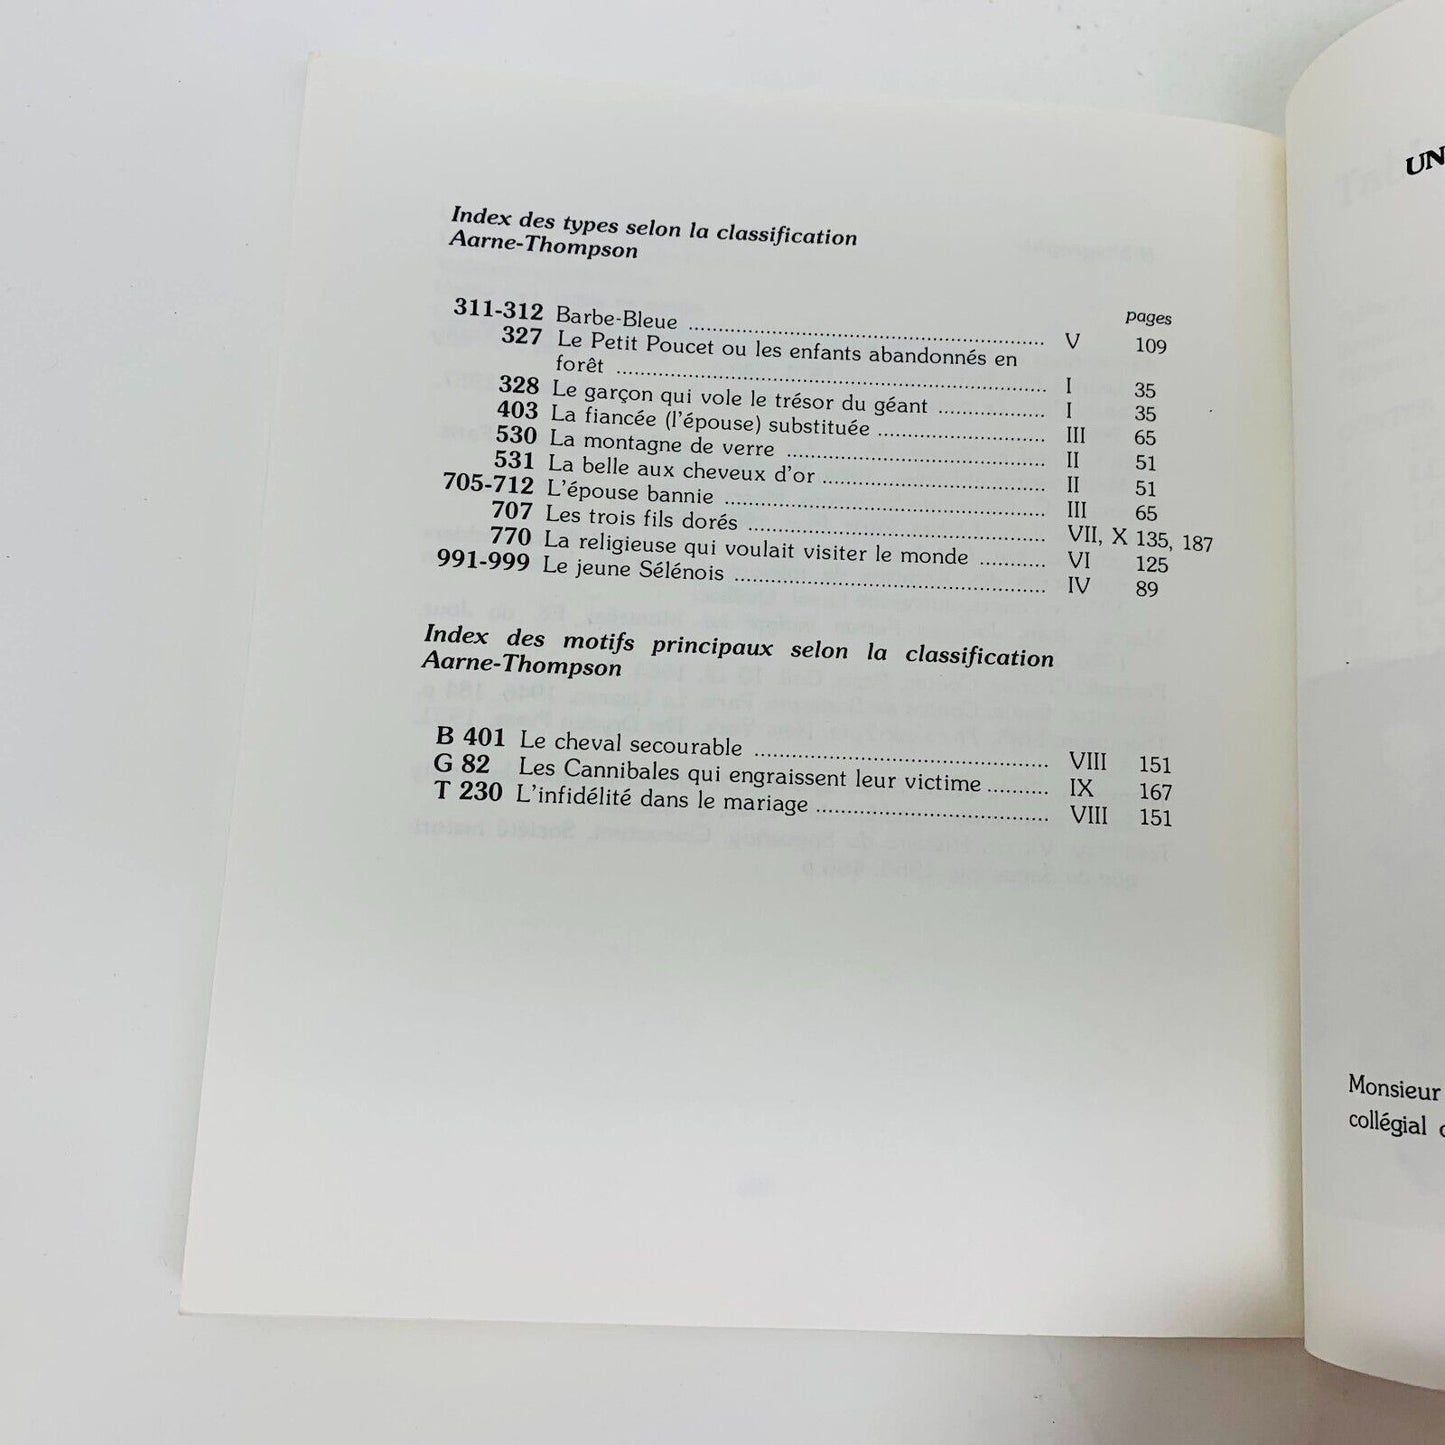 Index des types selon la classification
Aarne-Thompson
pages
311-312 Barbe-Bleue .......... V 109
327 Le Petit Poucet ou les enfants abandonnés en
forêt .......... I 35
328 Le garçon qui vole le trésor du géant .......... I 35
403 La fiancée (l'épouse) substituée .......... III 65
530 La montagne de verre .......... II 51
531 La belle aux cheveux d'or .......... II 51
705-712 L'épouse bannie .......... III 65
707 Les trois fils dorés .......... VII, X 135, 187
770 La religieuse qui voulait visiter le monde .......... VI 125
991-999 Le jeune Sélénois .......... IV 89
Index des motifs principaux selon la classification
Aarne-Thompson
B 401 Le cheval secourable .......... VIII 151
G 82 Les Cannibales qui engraissent leur victime .......... IX 167
T 230 L'infidélité dans le mariage .......... VIII 151
UN
Monsieur
collégial